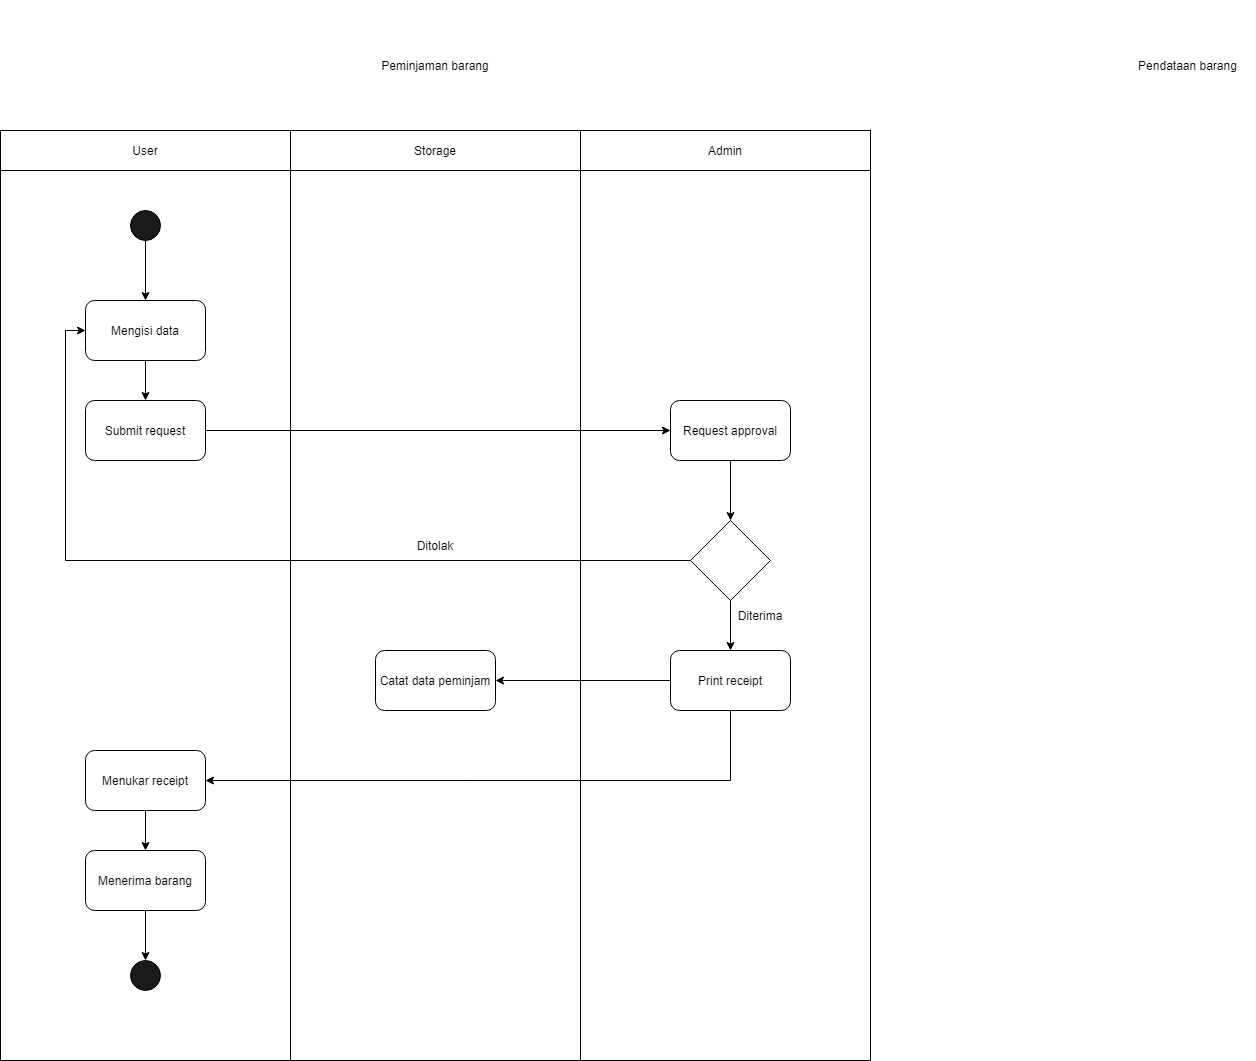 Peminjaman barang
Pendataan barang
User
Storage
Admin
Mengisi data
Submit request
Request approval
Ditolak
Diterima
Catat data peminjam
Print receipt
Menukar receipt
Menerima barang